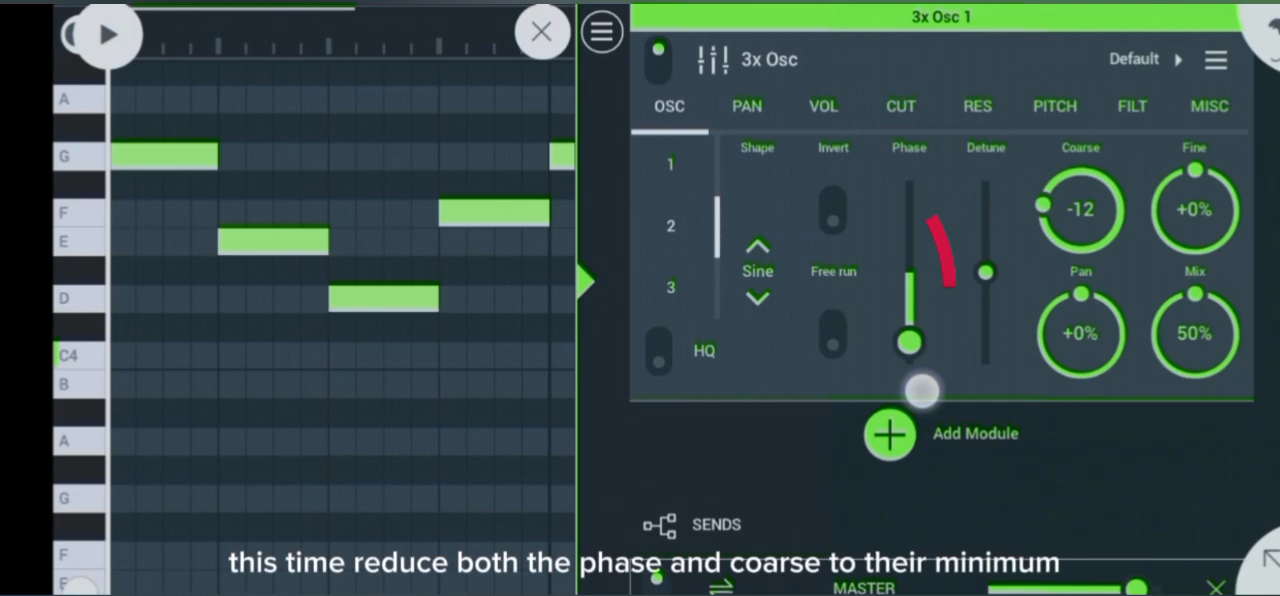 3x Osc 1
3x Osc
Default
OSC PAN VOL CUT RES PITCH FILT MISC
Shape Invert Phase Detune Coarse Fine
1
2
3
-12
+0%
Sine
Free run
Pan
Mix
+0%
50%
HQ
Add Module
SENDS
MASTER
A
G
F
E
D
C4
B
A
G
F
this time reduce both the phase and coarse to their minimum